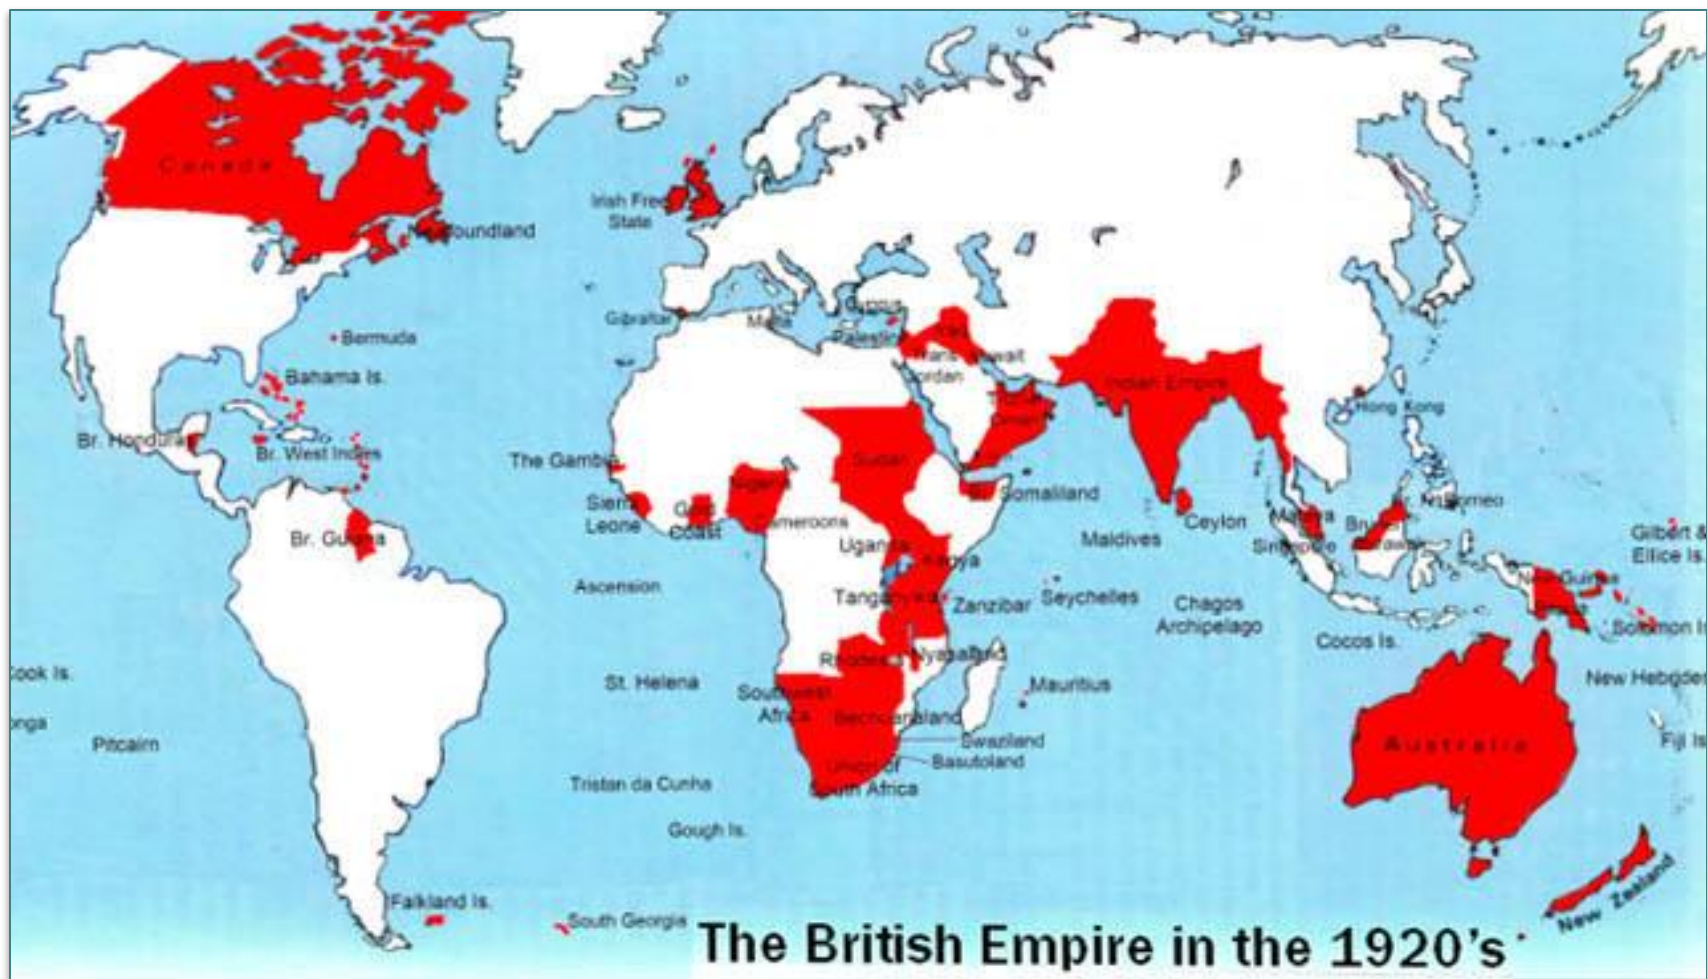 Canada
Newfoundland
Irish Free
State
Bermuda
Bahama Is.
Br. Honduras
Br. West Indies
Br. Guiana
Gibraltar
Malta
Cyprus
Palestine
Iraq
Trans
Jordan
Kuwait
Oman
Indian Empire
Hong Kong
The Gambia
Sierra
Leone
Gold
Coast
Nigeria
Cameroons
Sudan
Br. Somaliland
Uganda
Kenya
Tanganyika
Zanzibar
Seychelles
Maldives
Ceylon
Malaya
Singapore
Brunei
Sarawak
Br. N. Borneo
Chagos
Archipelago
Cocos Is.
New Guinea
Papua
Gilbert &
Ellice Is.
Solomon Is
New Hebrides
Fiji Is
Cook Is.
onga
Pitcairn
Ascension
St. Helena
Tristan da Cunha
Gough Is.
Rhodesia
Nyasaland
Southwest
Africa
Bechuanaland
Swaziland
Basutoland
Union of
South Africa
Mauritius
Australia
New Zealand
Falkland Is.
South Georgia
The British Empire in the 1920's